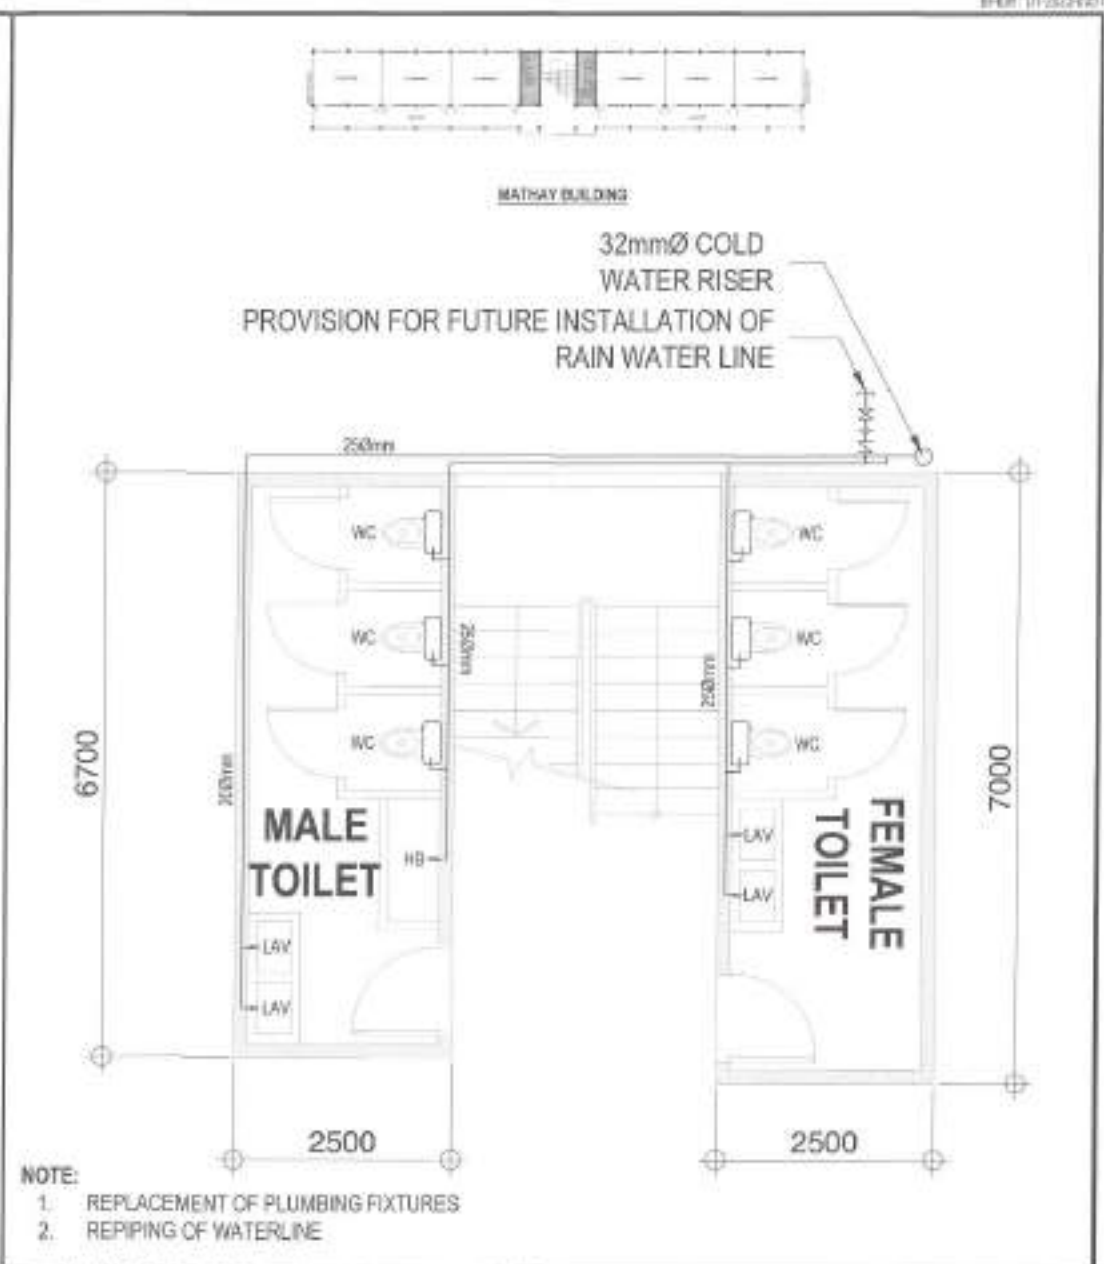 MATHAY BUILDING
32mmØ COLD
WATER RISER
PROVISION FOR FUTURE INSTALLATION OF
RAIN WATER LINE
25Ømm
WC
WC
WC
WC
25Ømm
WC
WC
6700
7000
MALE
TOILET
FEMALE
TOILET
HB
LAV
LAV
LAV
LAV
2500
2500
NOTE:
1. REPLACEMENT OF PLUMBING FIXTURES
2. REPIPING OF WATERLINE